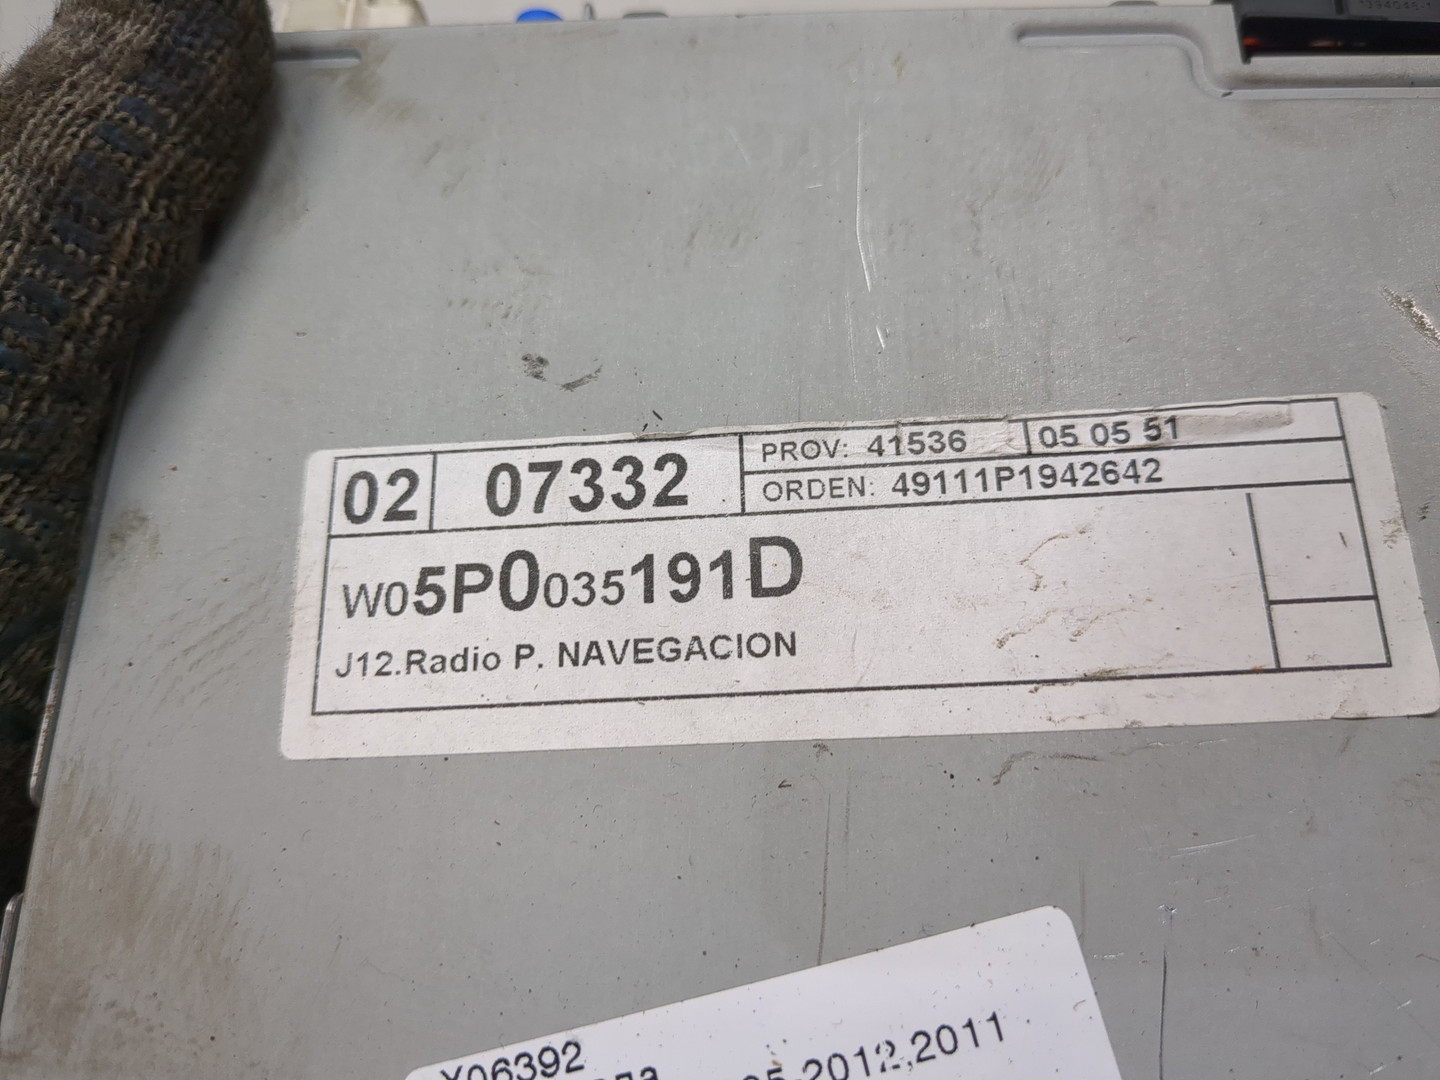 02 07332 PROV: 41536 05 05 51
ORDEN: 49111P1942642
W05P0035191D
J12.Radio P. NAVEGACION
X06392
2012,2011